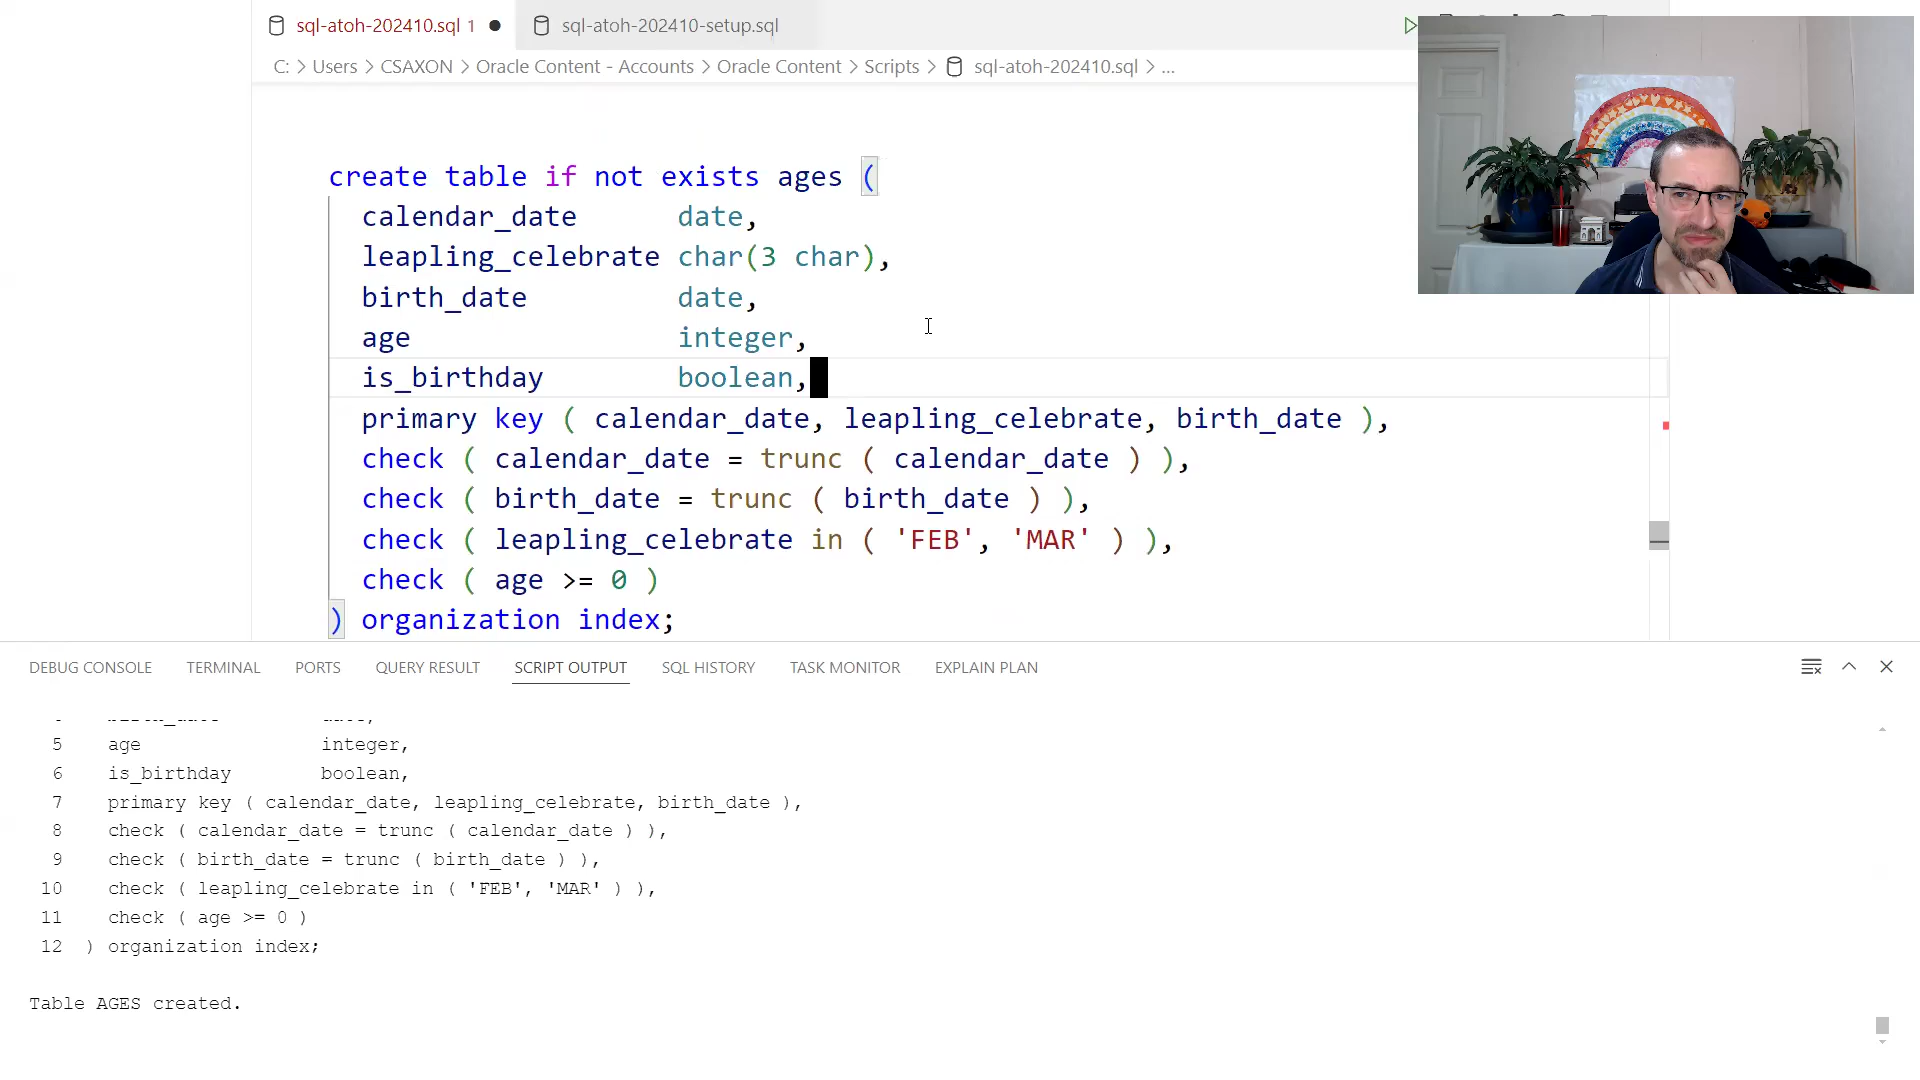 sql-atoh-202410.sql 1
sql-atoh-202410-setup.sql
C: > Users > CSAXON > Oracle Content - Accounts > Oracle Content > Scripts > sql-atoh-202410.sql > ...
create table if not exists ages (
calendar_date date,
leapling_celebrate char(3 char),
birth_date date,
age integer,
is_birthday boolean,
primary key ( calendar_date, leapling_celebrate, birth_date ),
check ( calendar_date = trunc ( calendar_date ) ),
check ( birth_date = trunc ( birth_date ) ),
check ( leapling_celebrate in ( 'FEB', 'MAR' ) ),
check ( age >= 0 )
) organization index;
DEBUG CONSOLE TERMINAL PORTS QUERY RESULT SCRIPT OUTPUT SQL HISTORY TASK MONITOR EXPLAIN PLAN
5 age integer,
6 is_birthday boolean,
7 primary key ( calendar_date, leapling_celebrate, birth_date ),
8 check ( calendar_date = trunc ( calendar_date ) ),
9 check ( birth_date = trunc ( birth_date ) ),
10 check ( leapling_celebrate in ( 'FEB', 'MAR' ) ),
11 check ( age >= 0 )
12 ) organization index;
Table AGES created.